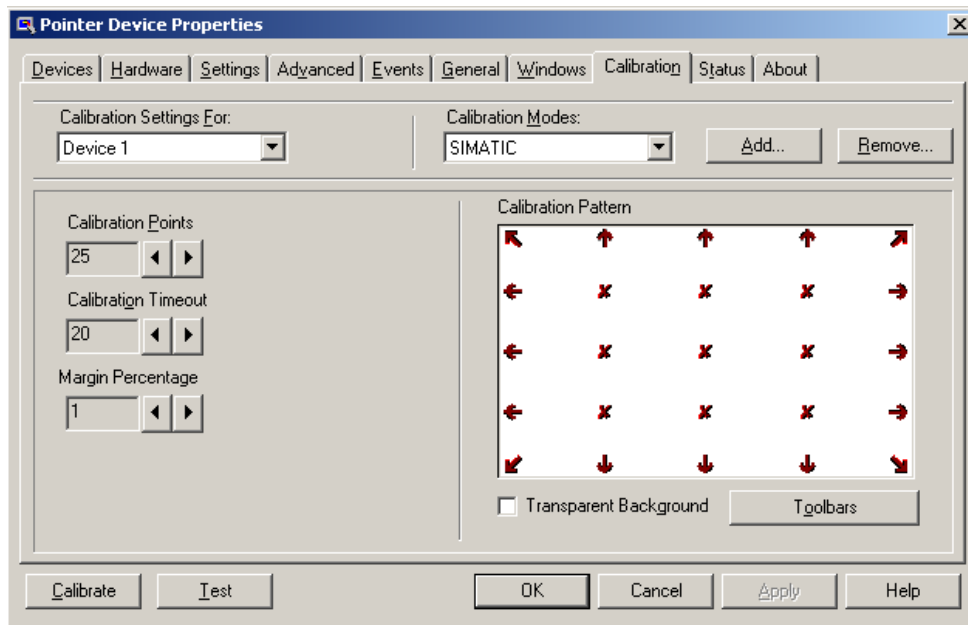 Pointer Device Properties
Devices Hardware Settings Advanced Events General Windows Calibration Status About
Calibration Settings For: Calibration Modes:
Device 1 SIMATIC Add... Remove...
Calibration Points
25
Calibration Timeout
20
Margin Percentage
1
Calibration Pattern
Transparent Background Toolbars
Calibrate Test OK Cancel Apply Help